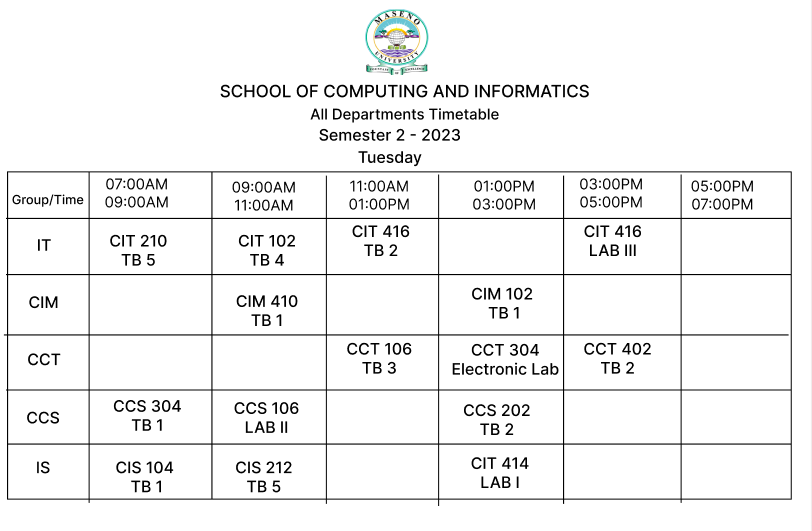 MASENO
UNIVERSITY
SCHOOL OF COMPUTING AND INFORMATICS
All Departments Timetable
Semester 2 - 2023
Tuesday
Group/Time
07:00AM
09:00AM
09:00AM
11:00AM
11:00AM
01:00PM
01:00PM
03:00PM
03:00PM
05:00PM
05:00PM
07:00PM
IT
CIT 210
TB 5
CIT 102
TB 4
CIT 416
TB 2
CIT 416
LAB III
CIM
CIM 410
TB 1
CIM 102
TB 1
CCT
CCT 106
TB 3
CCT 304
Electronic Lab
CCT 402
TB 2
CCS
CCS 304
TB 1
CCS 106
LAB II
CCS 202
TB 2
IS
CIS 104
TB 1
CIS 212
TB 5
CIT 414
LAB I